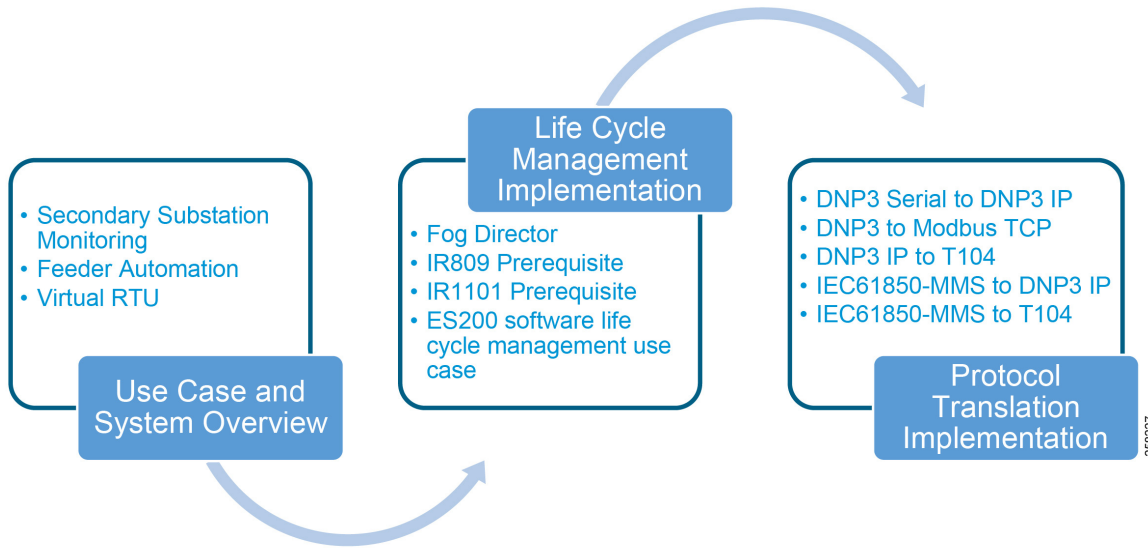 • Secondary Substation
Monitoring
• Feeder Automation
• Virtual RTU
Use Case and
System Overview
Life Cycle
Management
Implementation
• Fog Director
• IR809 Prerequisite
• IR1101 Prerequisite
• ES200 software life
cycle management use
case
• DNP3 Serial to DNP3 IP
• DNP3 to Modbus TCP
• DNP3 IP to T104
• IEC61850-MMS to DNP3 IP
• IEC61850-MMS to T104
Protocol
Translation
Implementation